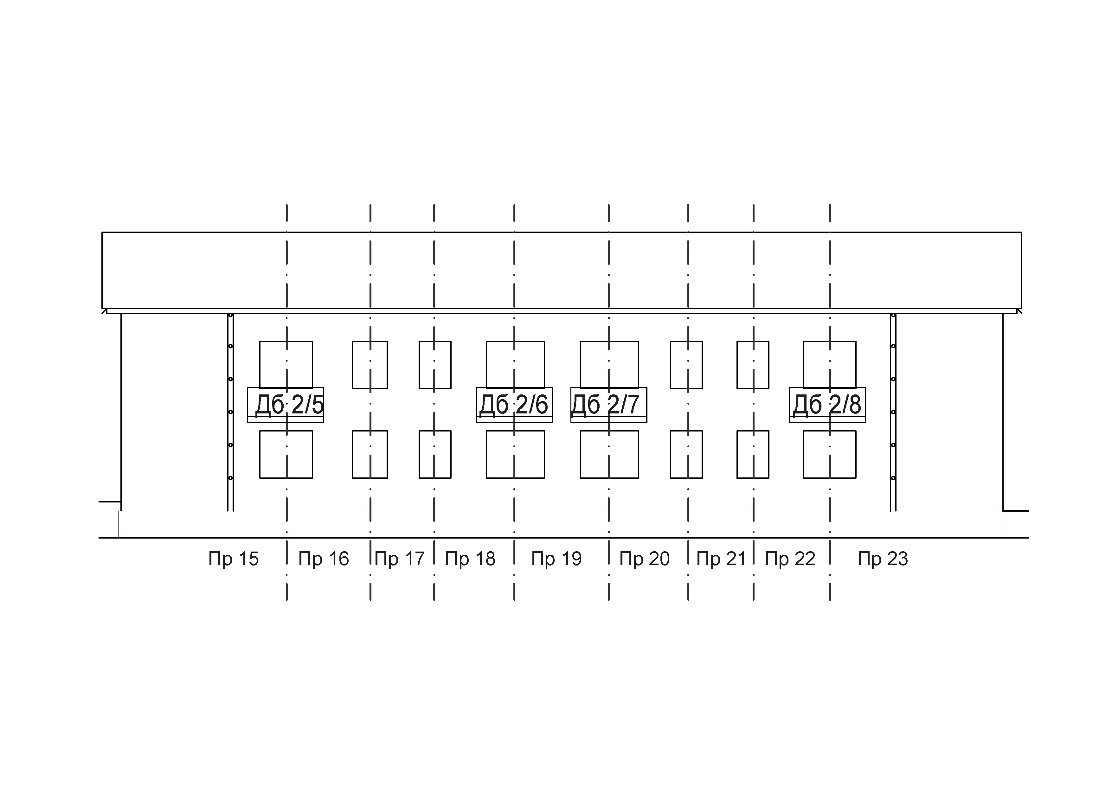 Дб 2/5 Дб 2/6 Дб 2/7 Дб 2/8
Пр 15 Пр 16 Пр 17 Пр 18 Пр 19 Пр 20 Пр 21 Пр 22 Пр 23